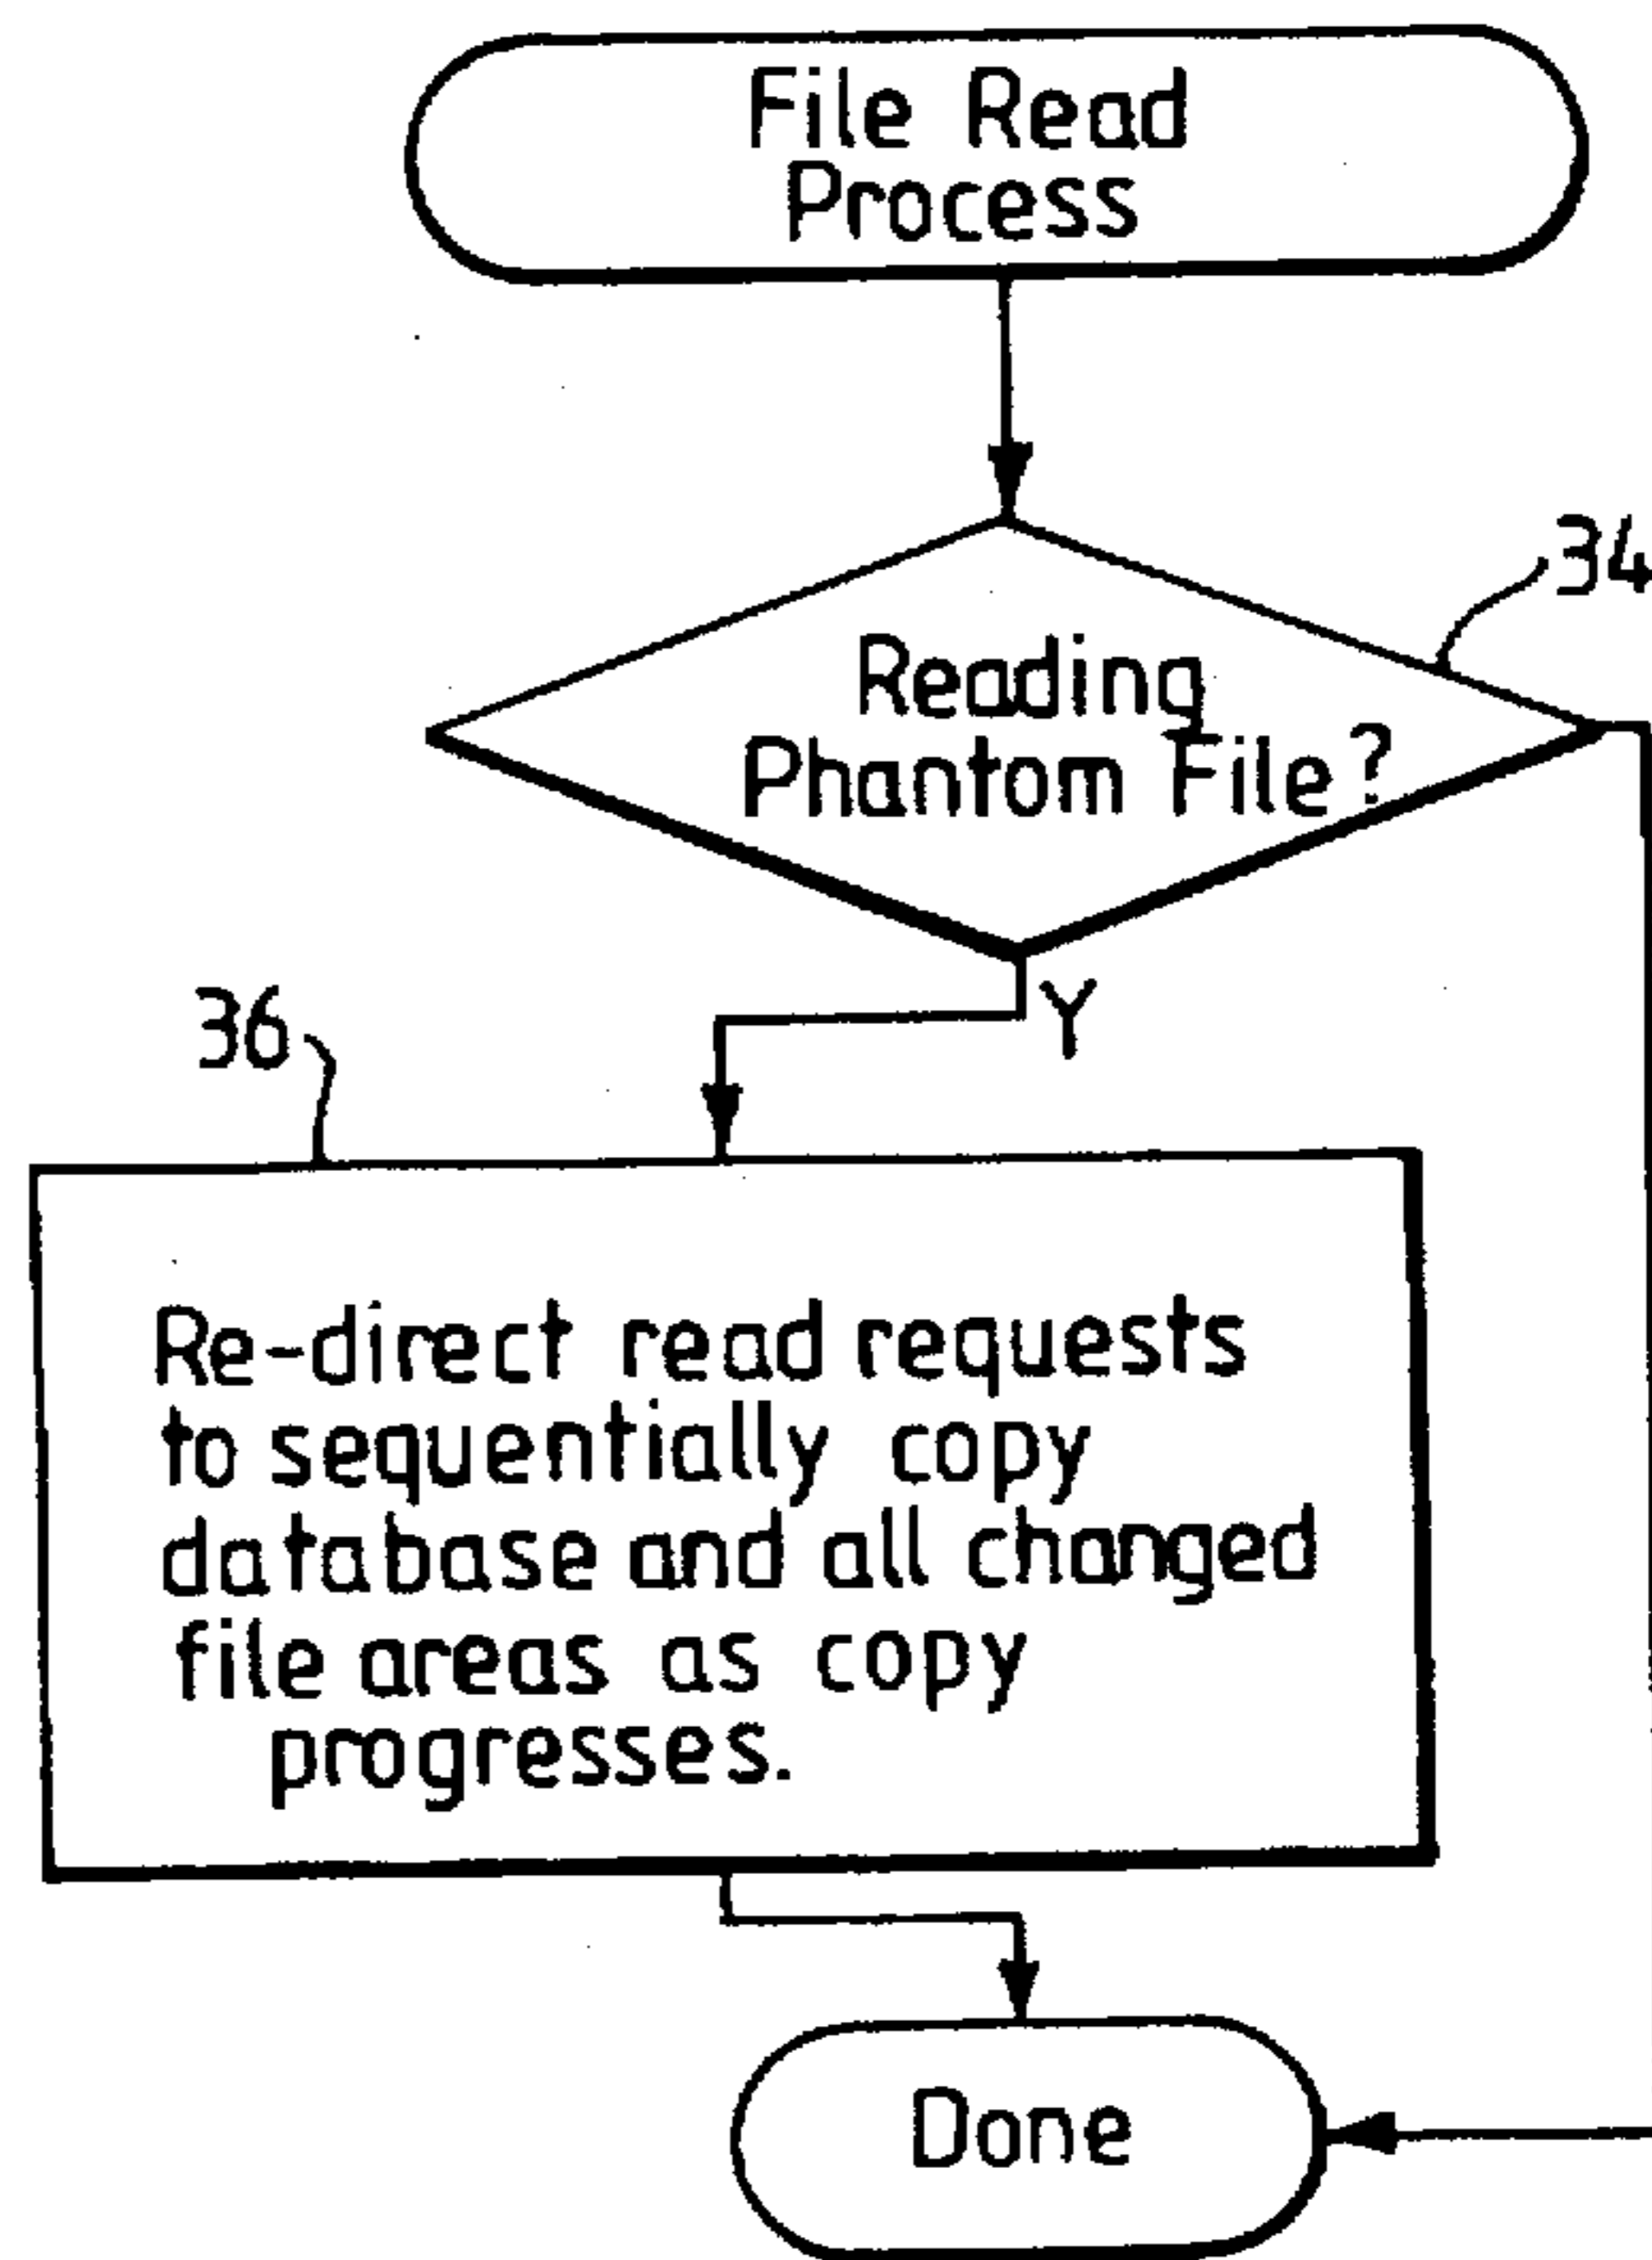 File Read
Process
34
Reading
Phantom File?
36
Y
Re-direct read requests
to sequentially copy
database and all changed
file areas as copy
progresses.
Done